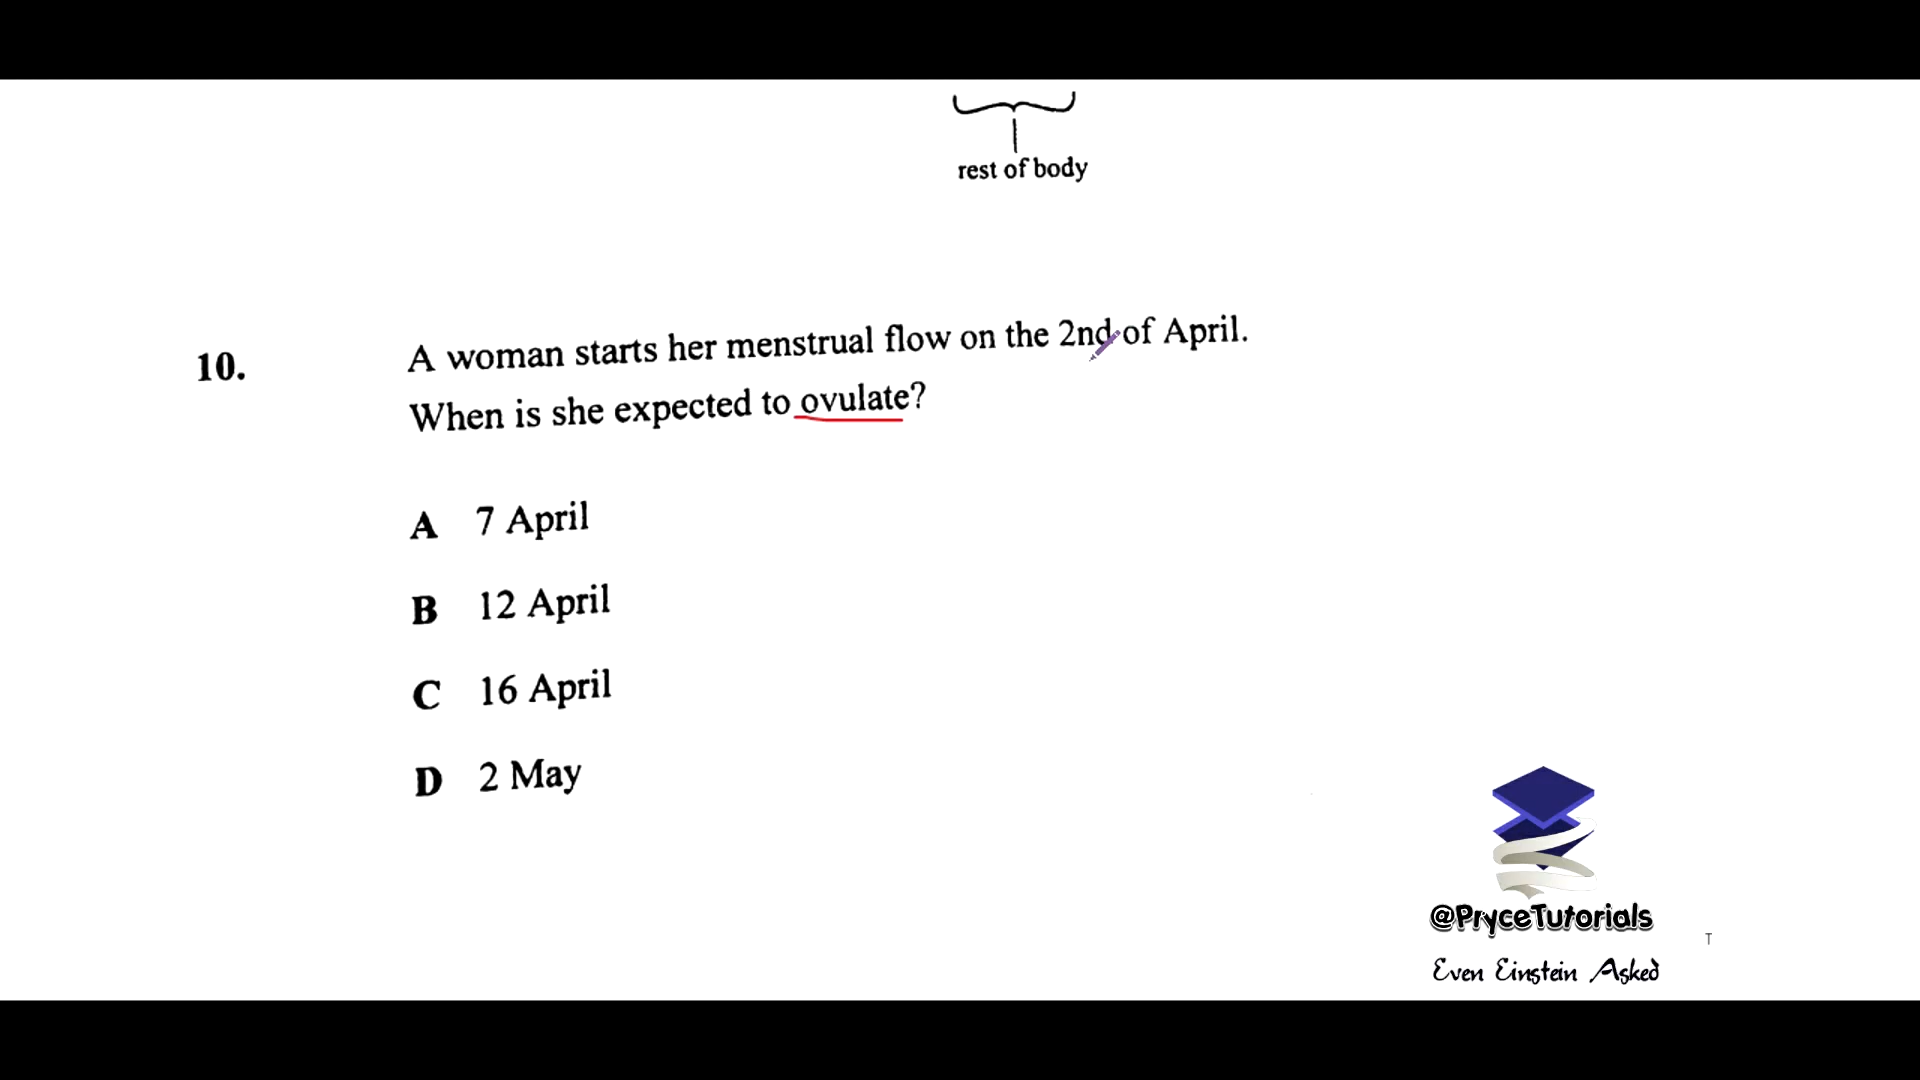 rest of body
10. A woman starts her menstrual flow on the 2nd of April.
When is she expected to ovulate?
A 7 April
B 12 April
C 16 April
D 2 May
@PryceTutorials
T
Even Einstein Asked